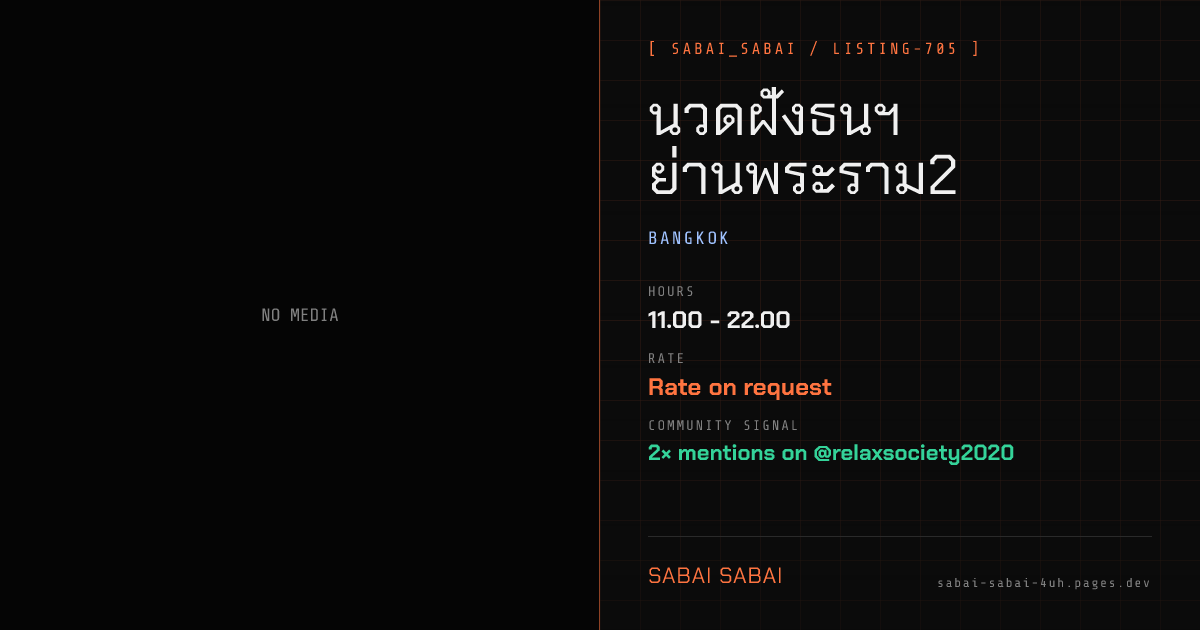 NO MEDIA
[ SABAI_SABAI / LISTING-705 ]
นวดฝั่งธนฯ
ย่านพระราม2
BANGKOK
HOURS
11.00 - 22.00
RATE
Rate on request
COMMUNITY SIGNAL
2× mentions on @relaxsociety2020
SABAI SABAI
sabai-sabai-4uh.pages.dev